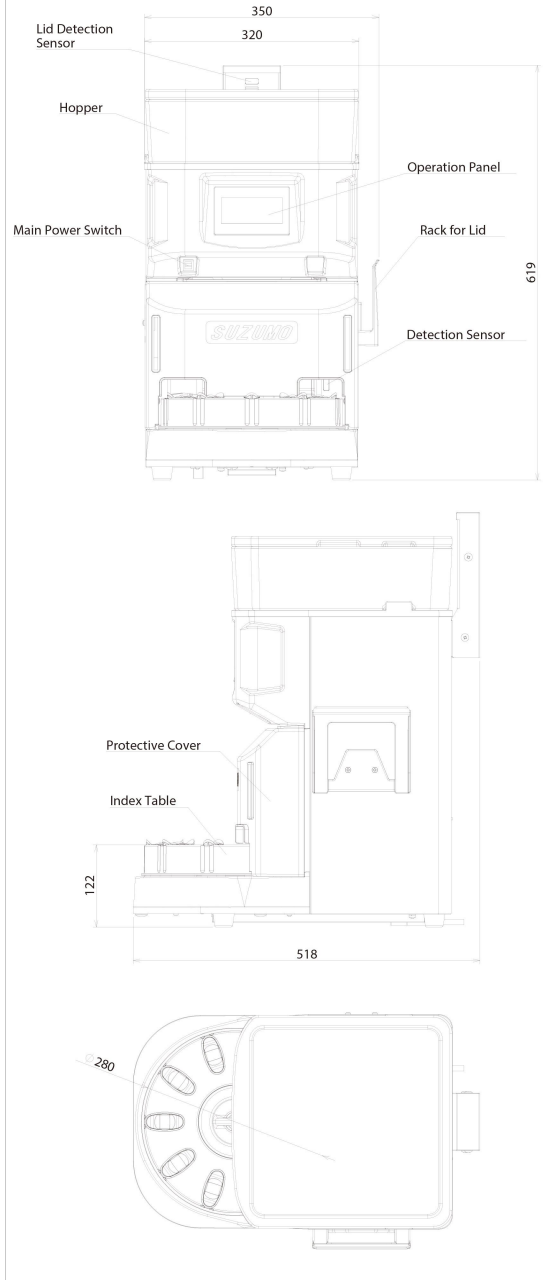 350
Lid Detection
Sensor
320
Hopper
Operation Panel
Main Power Switch
Rack for Lid
619
SUZUMO
Detection Sensor
Protective Cover
Index Table
122
518
∅280